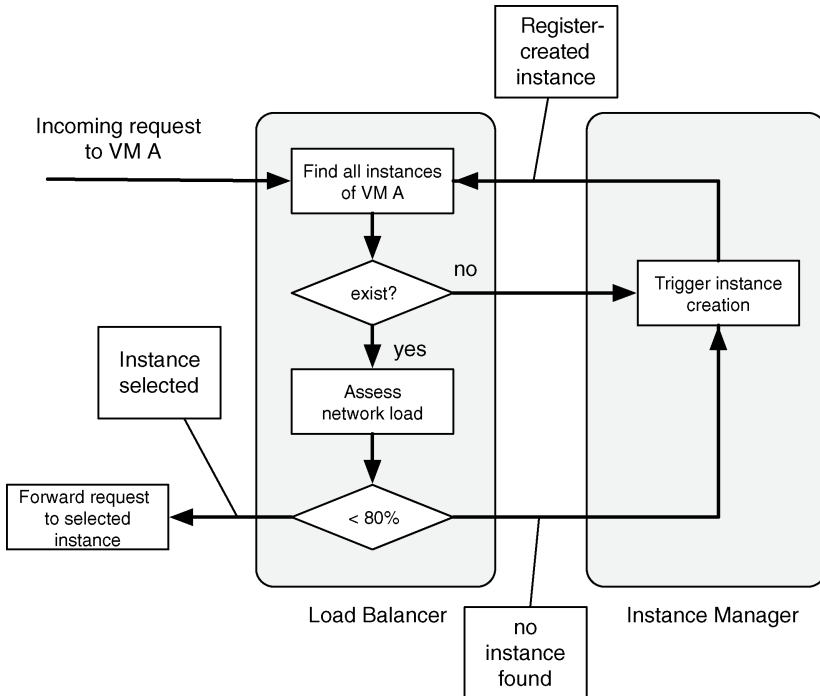 Register-
created
instance
Incoming request
to VM A
Find all instances
of VM A
exist?
no
Trigger instance
creation
yes
Instance
selected
Assess
network load
Forward request
to selected
instance
< 80%
Load Balancer
Instance Manager
no
instance
found